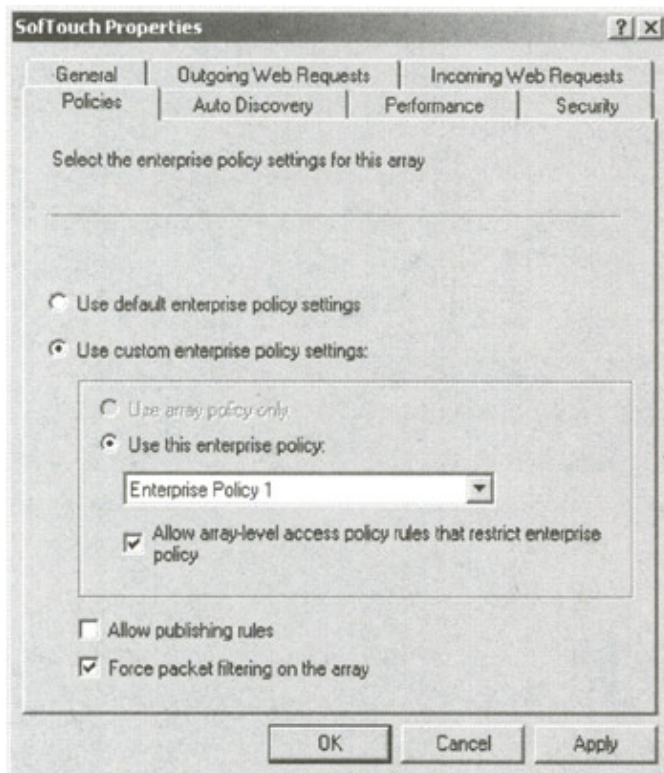 SofTouch Properties
General
Outgoing Web Requests
Incoming Web Requests
Policies
Auto Discovery
Performance
Security
Select the enterprise policy settings for this array
Use default enterprise policy settings
Use custom enterprise policy settings:
Use array policy only
Use this enterprise policy:
Enterprise Policy 1
Allow array-level access policy rules that restrict enterprise
policy
Allow publishing rules
Force packet filtering on the array
OK
Cancel
Apply